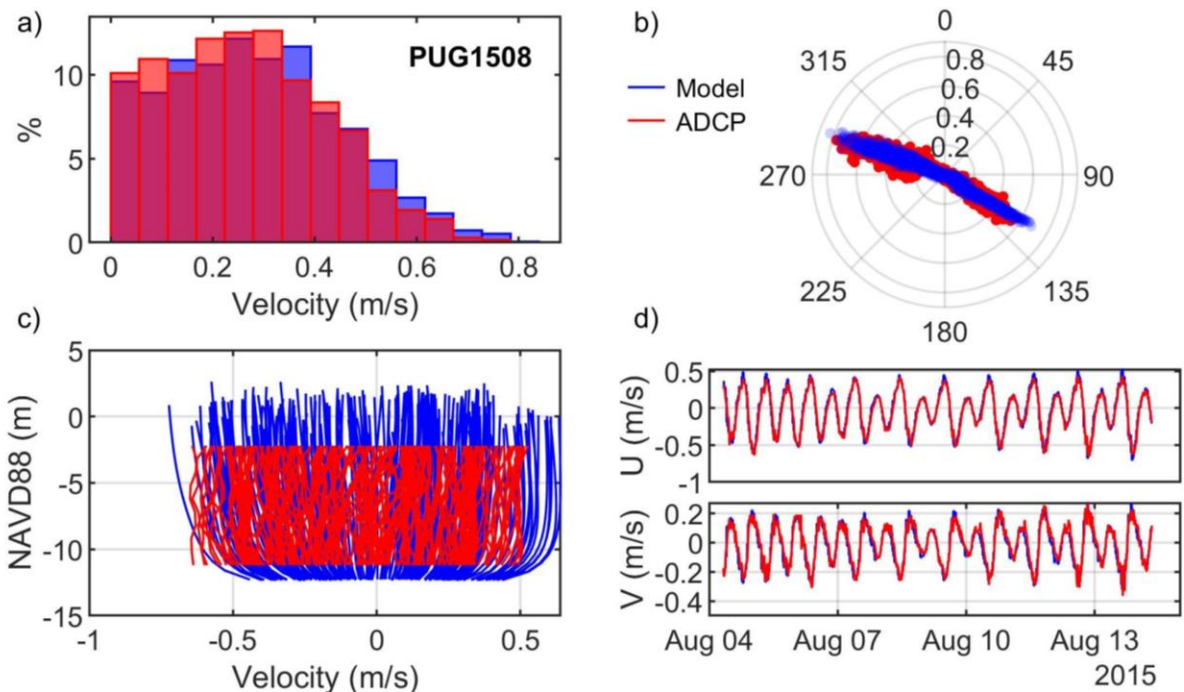 a)
PUG1508
10
5
0
%
0 0.2 0.4 0.6 0.8
Velocity (m/s)
b)
Model
ADCP
0
45
90
135
180
225
270
315
0.8
0.6
0.4
0.2
c)
5
0
-5
-10
-15
NAVD88 (m)
-1 -0.5 0 0.5
Velocity (m/s)
d)
0.5
0
-0.5
-1
U (m/s)
0.2
0
-0.2
-0.4
V (m/s)
Aug 04 Aug 07 Aug 10 Aug 13
2015